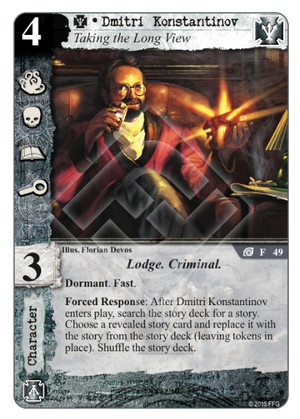 4
• Dmitri Konstantinov
Taking the Long View
Illus. Florian Devos
F 49
3
Lodge. Criminal.
Dormant. Fast.
Forced Response: After Dmitri Konstantinov
enters play, search the story deck for a story.
Choose a revealed story card and replace it with
the story from the story deck (leaving tokens in
place). Shuffle the story deck.
Character
© 2015 FFG